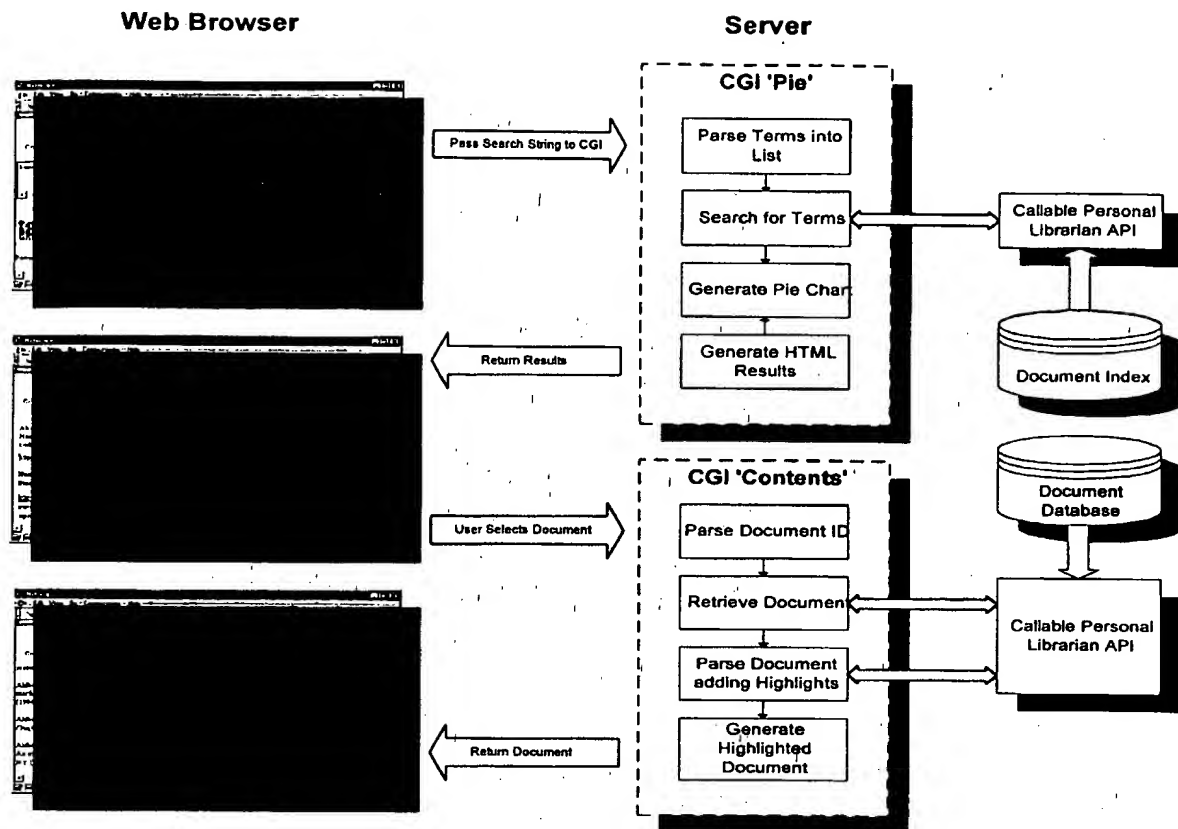 Web Browser
Server
CGI 'Pie'
Pass Search String to CGI
Parse Terms into
List
Search for Terms
Callable Personal
Librarian API
Generate Pie Chart
Return Results
Generate HTML
Results
Document Index
CGI 'Contents'
Document
Database
User Selects Document
Parse Document ID
Retrieve Document
Callable Personal
Librarian API
Parse Document
adding Highlights
Return Document
Generate
Highlighted
Document